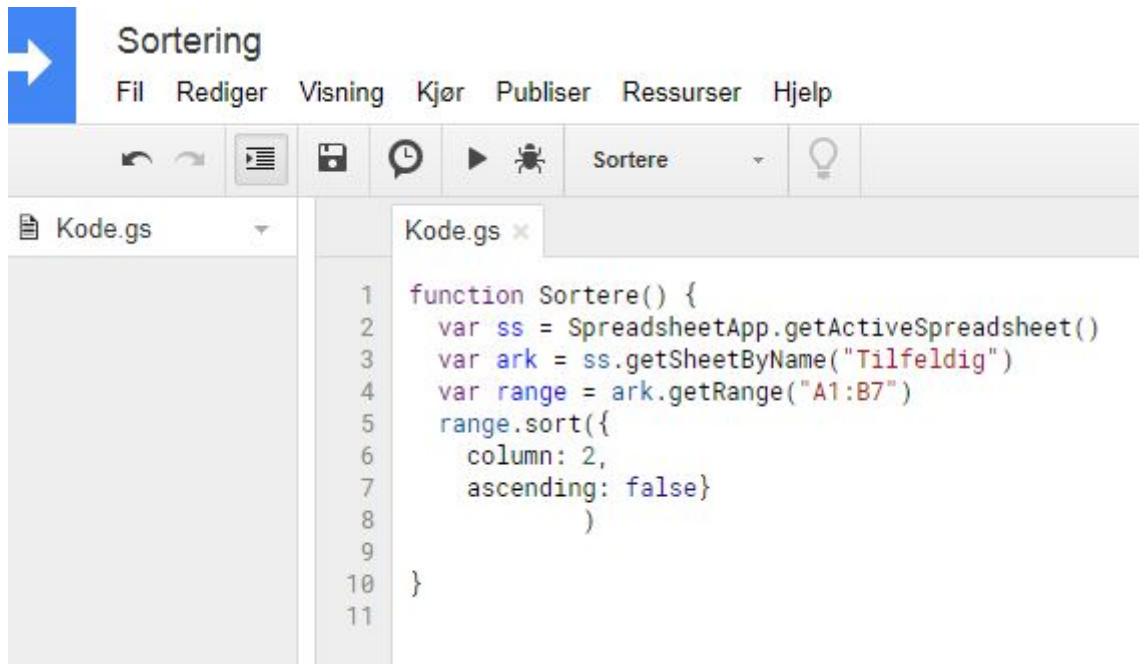 Sortering
Fil Rediger Visning Kjør Publiser Ressurser Hjelp
Sortere
Kode.gs
Kode.gs ×
1 function Sortere() {
2 var ss = SpreadsheetApp.getActiveSpreadsheet()
3 var ark = ss.getSheetByName("Tilfeldig")
4 var range = ark.getRange("A1:B7")
5 range.sort({
6 column: 2,
7 ascending: false}
8 )
9
10 }
11